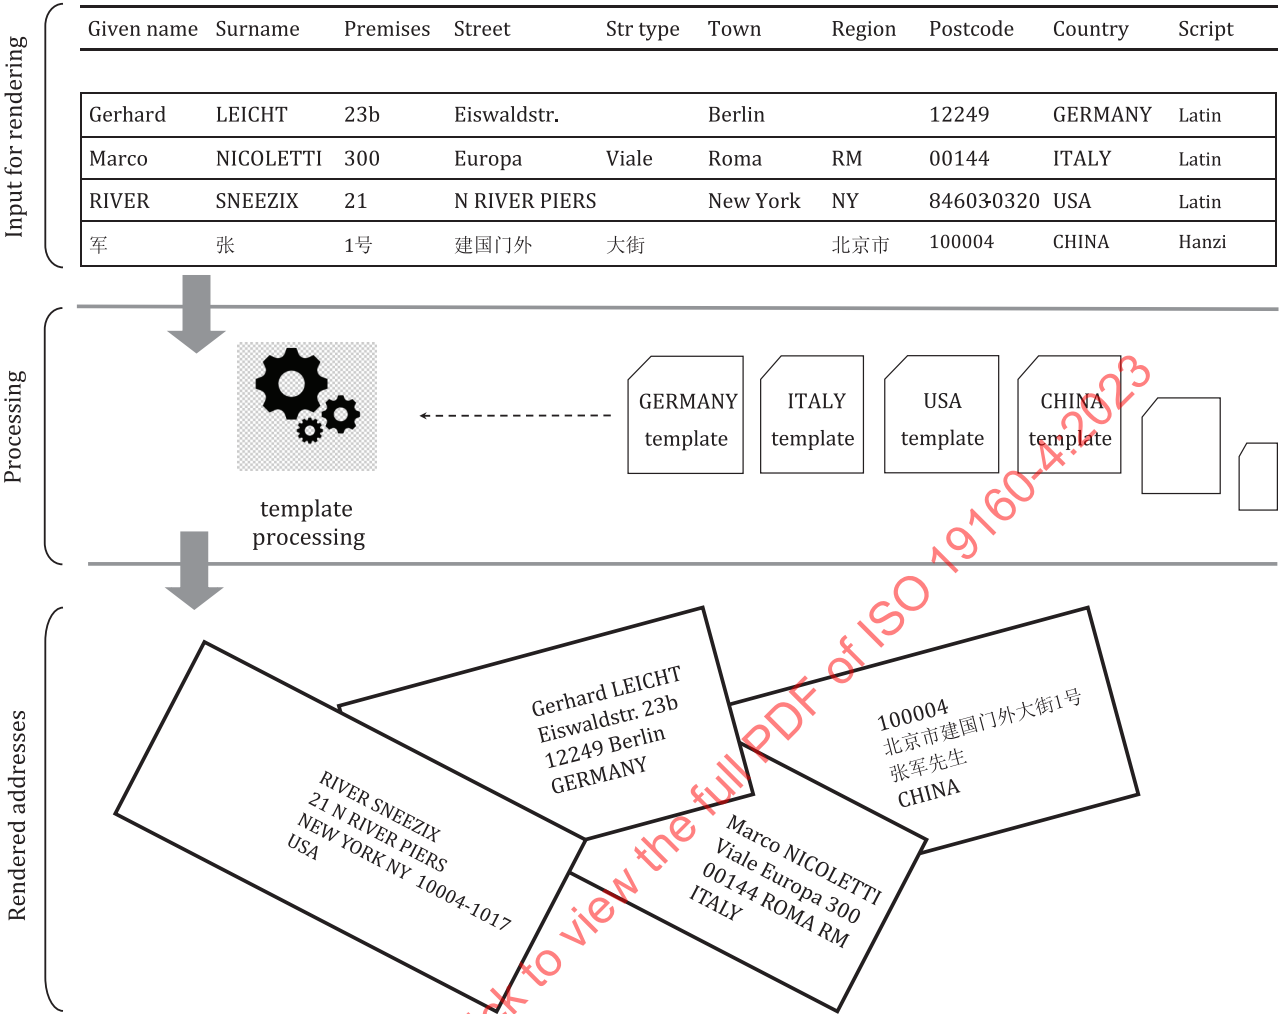 Input for rendering
Given name Surname Premises Street Str type Town Region Postcode Country Script
Gerhard LEICHT 23b Eiswaldstr. Berlin 12249 GERMANY Latin
Marco NICOLETTI 300 Europa Viale Roma RM 00144 ITALY Latin
RIVER SNEEZIX 21 N RIVER PIERS New York NY 84603-0320 USA Latin
军 张 1号 建国门外 大街 北京市 100004 CHINA Hanzi
Processing
template
processing
GERMANY
template
ITALY
template
USA
template
CHINA
template
Rendered addresses
RIVER SNEEZIX
21 N RIVER PIERS
NEW YORK NY 10004-1017
USA
Gerhard LEICHT
Eiswaldstr. 23b
12249 Berlin
GERMANY
Marco NICOLETTI
Viale Europa 300
00144 ROMA RM
ITALY
100004
北京市建国门外大街1号
张军先生
CHINA
to view the full PDF of ISO 19160-4:2023